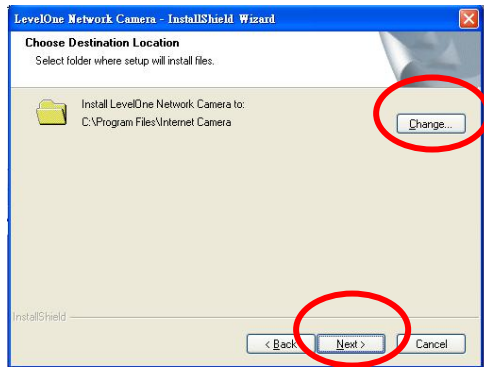 LevelOne Network Camera - InstallShield Wizard
Choose Destination Location
Select folder where setup will install files.
Install LevelOne Network Camera to:
C:\Program Files\Internet Camera
Change...
InstallShield
< Back
Next >
Cancel